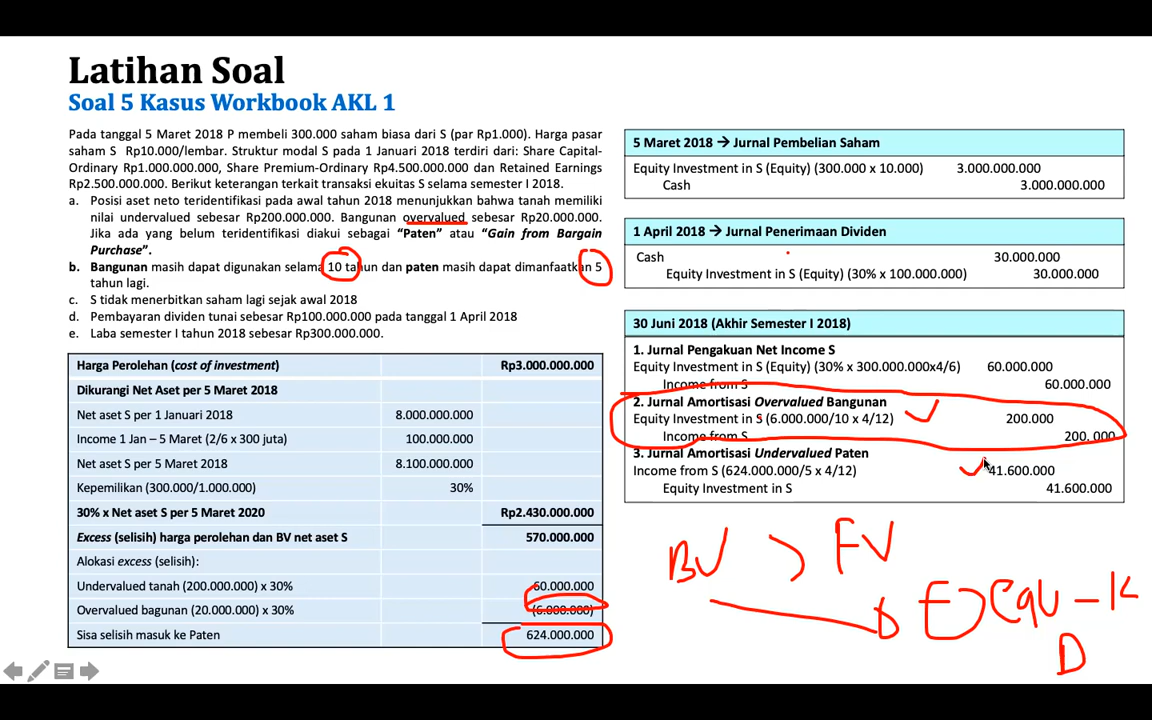 Latihan Soal
Soal 5 Kasus Workbook AKL 1
Pada tanggal 5 Maret 2018 P membeli 300.000 saham biasa dari S (par Rp1.000). Harga pasar
saham S Rp10.000/lembar. Struktur modal S pada 1 Januari 2018 terdiri dari: Share Capital-
Ordinary Rp1.000.000.000, Share Premium-Ordinary Rp4.500.000.000 dan Retained Earnings
Rp2.500.000.000. Berikut keterangan terkait transaksi ekuitas S selama semester I 2018.
a. Posisi aset neto teridentifikasi pada awal tahun 2018 menunjukkan bahwa tanah memiliki
nilai undervalued sebesar Rp200.000.000. Bangunan overvalued sebesar Rp20.000.000.
Jika ada yang belum teridentifikasi diakui sebagai “Paten” atau “Gain from Bargain
Purchase”.
b. Bangunan masih dapat digunakan selama 10 tahun dan paten masih dapat dimanfaatkan 5
tahun lagi.
c. S tidak menerbitkan saham lagi sejak awal 2018
d. Pembayaran dividen tunai sebesar Rp100.000.000 pada tanggal 1 April 2018
e. Laba semester I tahun 2018 sebesar Rp300.000.000.
Harga Perolehan (cost of investment) Rp3.000.000.000
Dikurangi Net Aset per 5 Maret 2018
Net aset S per 1 Januari 2018 8.000.000.000
Income 1 Jan – 5 Maret (2/6 x 300 juta) 100.000.000
Net aset S per 5 Maret 2018 8.100.000.000
Kepemilikan (300.000/1.000.000) 30%
30% x Net aset S per 5 Maret 2020 Rp2.430.000.000
Excess (selisih) harga perolehan dan BV net aset S 570.000.000
Alokasi excess (selisih):
Undervalued tanah (200.000.000) x 30% 60.000.000
Overvalued bagunan (20.000.000) x 30% (6.000.000)
Sisa selisih masuk ke Paten 624.000.000
5 Maret 2018 → Jurnal Pembelian Saham
Equity Investment in S (Equity) (300.000 x 10.000) 3.000.000.000
Cash 3.000.000.000
1 April 2018 → Jurnal Penerimaan Dividen
Cash 30.000.000
Equity Investment in S (Equity) (30% x 100.000.000) 30.000.000
30 Juni 2018 (Akhir Semester I 2018)
1. Jurnal Pengakuan Net Income S
Equity Investment in S (Equity) (30% x 300.000.000x4/6) 60.000.000
Income from S 60.000.000
2. Jurnal Amortisasi Overvalued Bangunan
Equity Investment in S (6.000.000/10 x 4/12) 200.000
Income from S 200, 000
3. Jurnal Amortisasi Undervalued Paten
Income from S (624.000.000/5 x 4/12) 41.600.000
Equity Investment in S 41.600.000
BV > FV
D